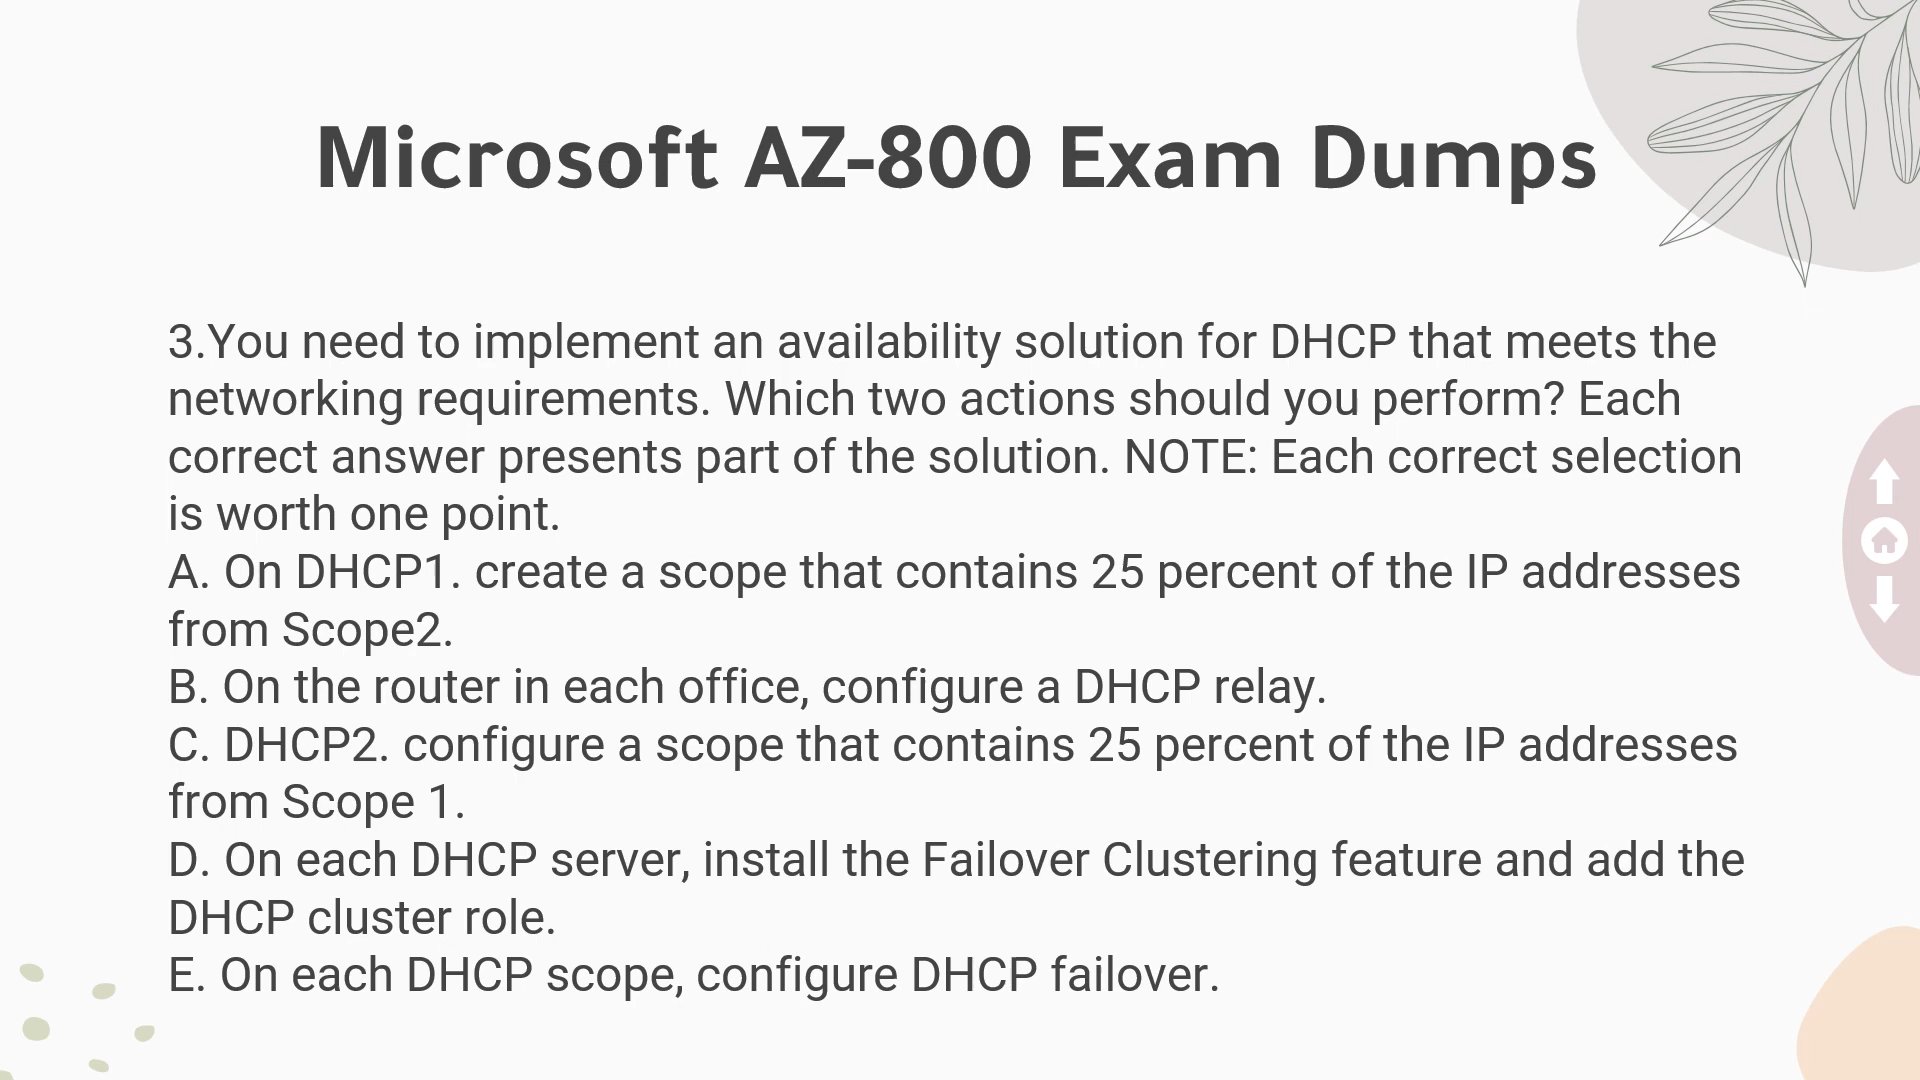 Microsoft AZ-800 Exam Dumps
3.You need to implement an availability solution for DHCP that meets the
networking requirements. Which two actions should you perform? Each
correct answer presents part of the solution. NOTE: Each correct selection
is worth one point.
A. On DHCP1. create a scope that contains 25 percent of the IP addresses
from Scope2.
B. On the router in each office, configure a DHCP relay.
C. DHCP2. configure a scope that contains 25 percent of the IP addresses
from Scope 1.
D. On each DHCP server, install the Failover Clustering feature and add the
DHCP cluster role.
E. On each DHCP scope, configure DHCP failover.